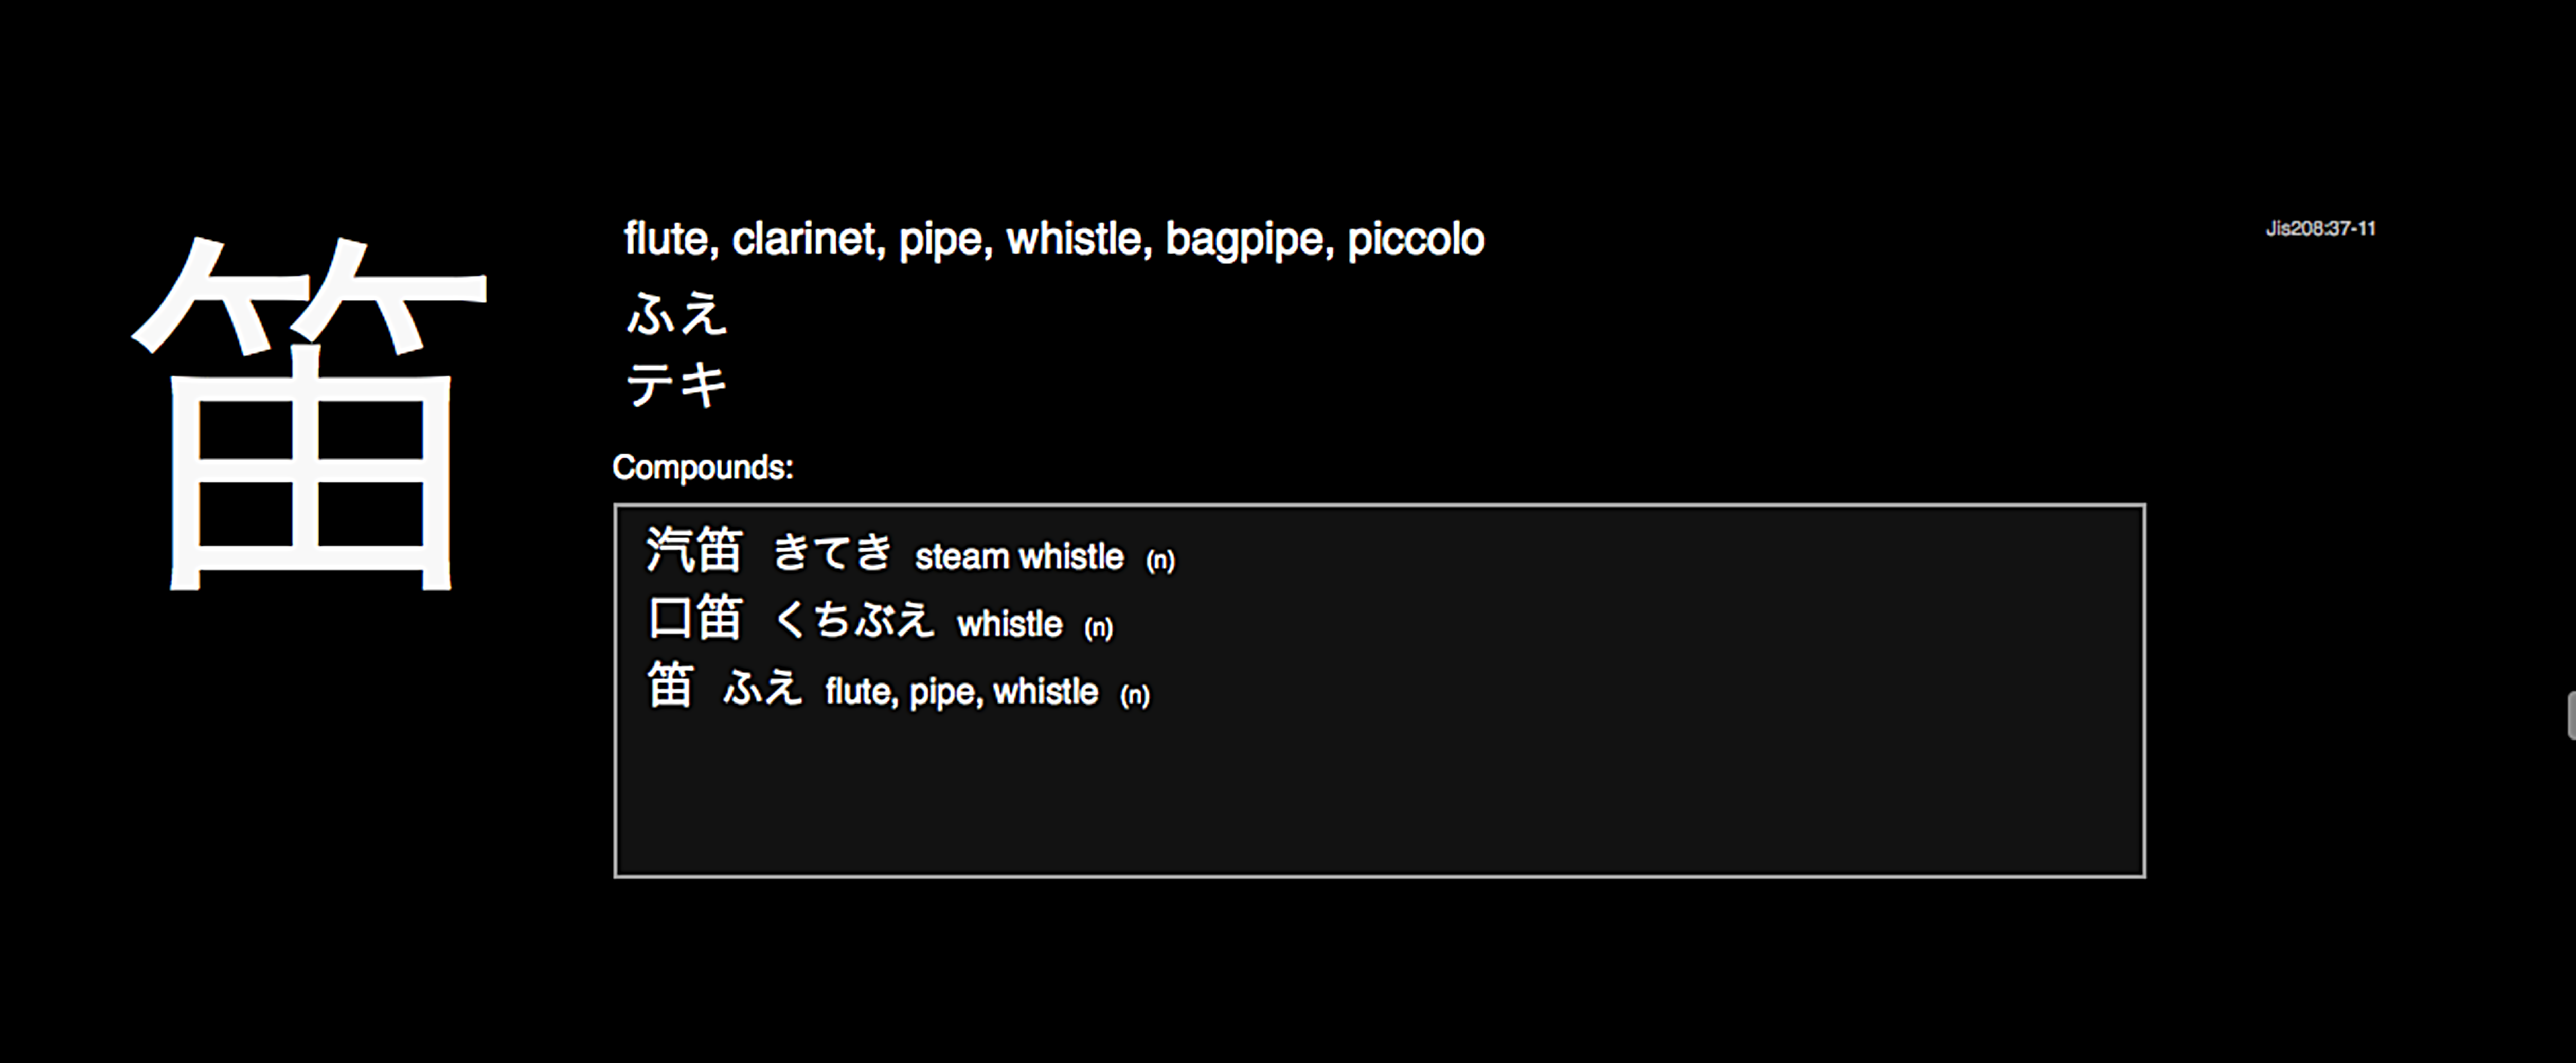 笛
flute, clarinet, pipe, whistle, bagpipe, piccolo
Jis208:37-11
ふえ
テキ
Compounds:
汽笛 きてき steam whistle (n)
口笛 くちぶえ whistle (n)
笛 ふえ flute, pipe, whistle (n)